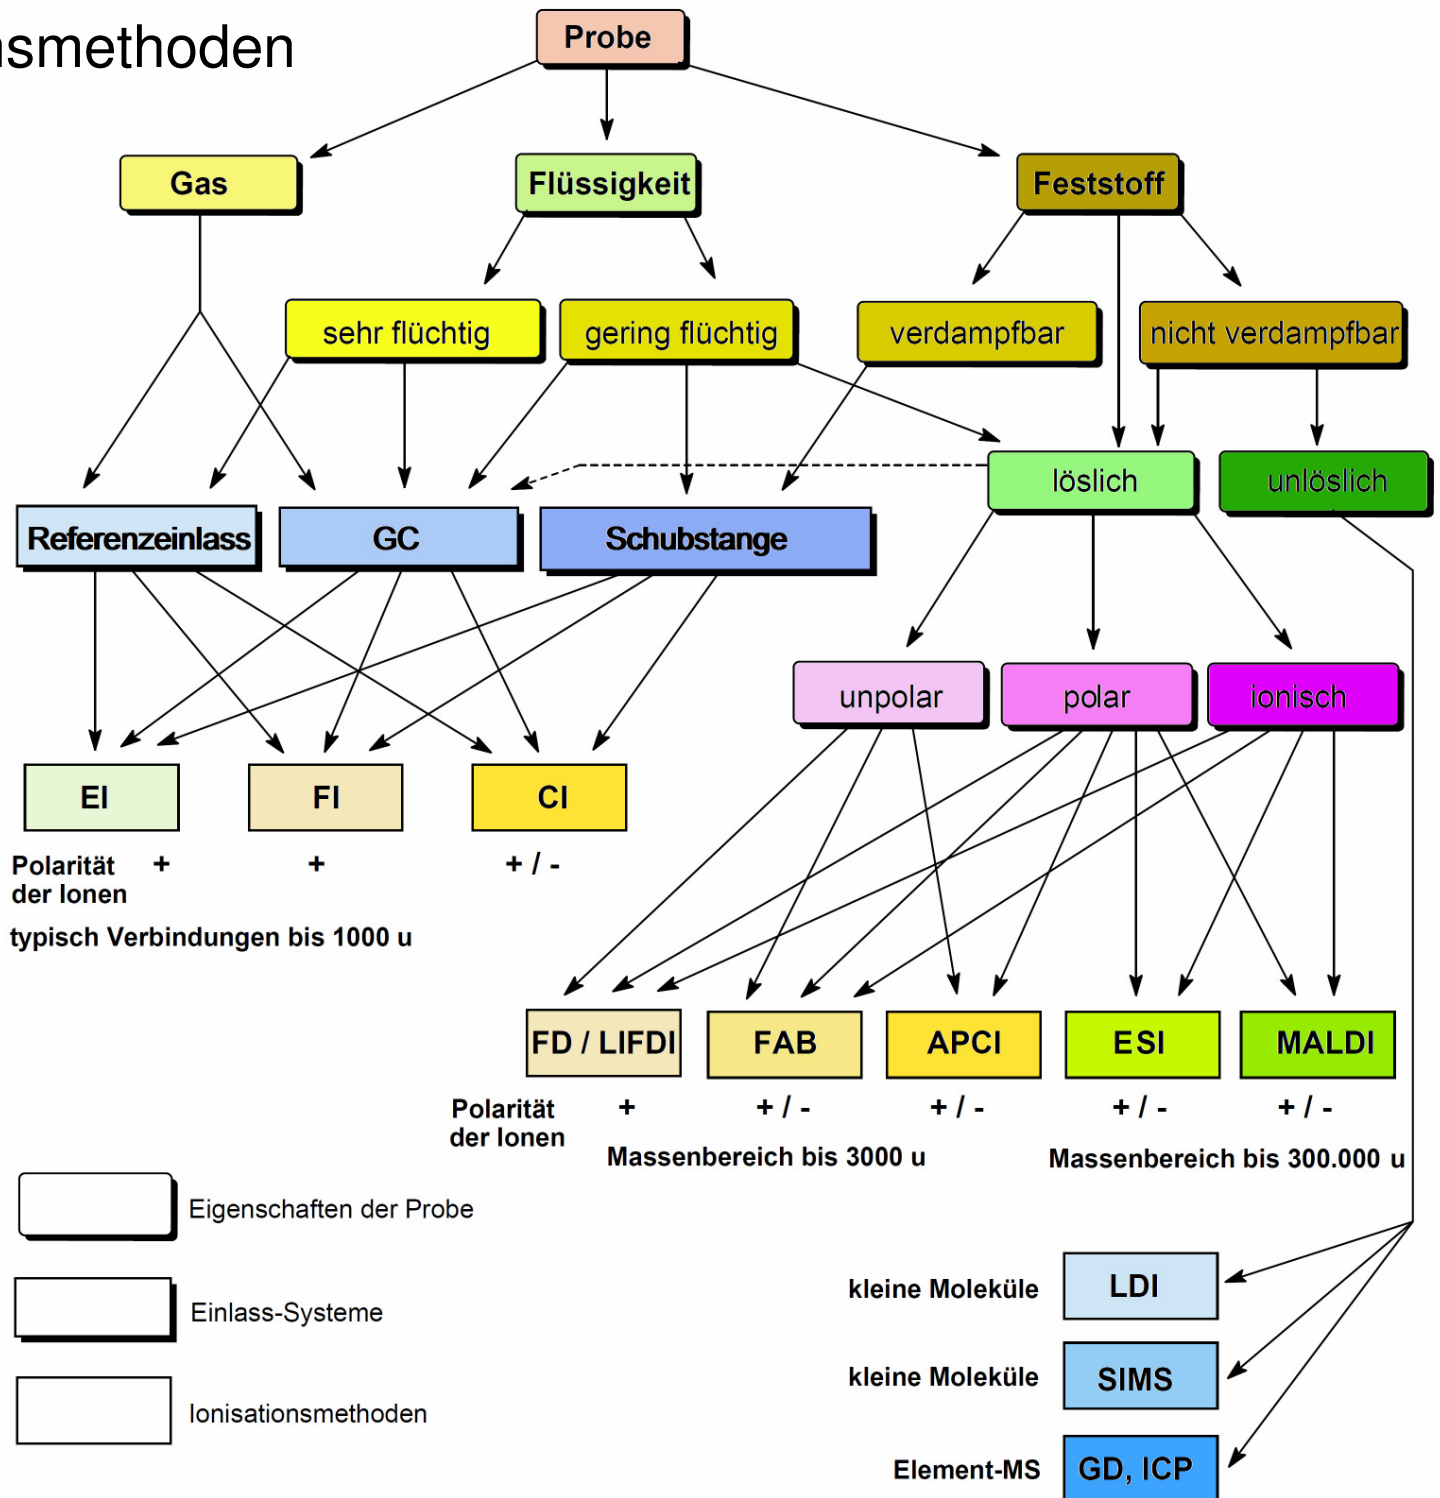 nsmethoden
Probe
Gas
Flüssigkeit
Feststoff
sehr flüchtig
gering flüchtig
verdampfbar
nicht verdampfbar
löslich
unlöslich
Referenzeinlass
GC
Schubstange
unpolar
polar
ionisch
EI
FI
CI
Polarität
der Ionen
+
+
+ / -
typisch Verbindungen bis 1000 u
FD / LIFDI
FAB
APCI
ESI
MALDI
Polarität
der Ionen
+
+ / -
+ / -
+ / -
+ / -
Massenbereich bis 3000 u
Massenbereich bis 300.000 u
Eigenschaften der Probe
Einlass-Systeme
Ionisationsmethoden
kleine Moleküle
LDI
kleine Moleküle
SIMS
Element-MS
GD, ICP